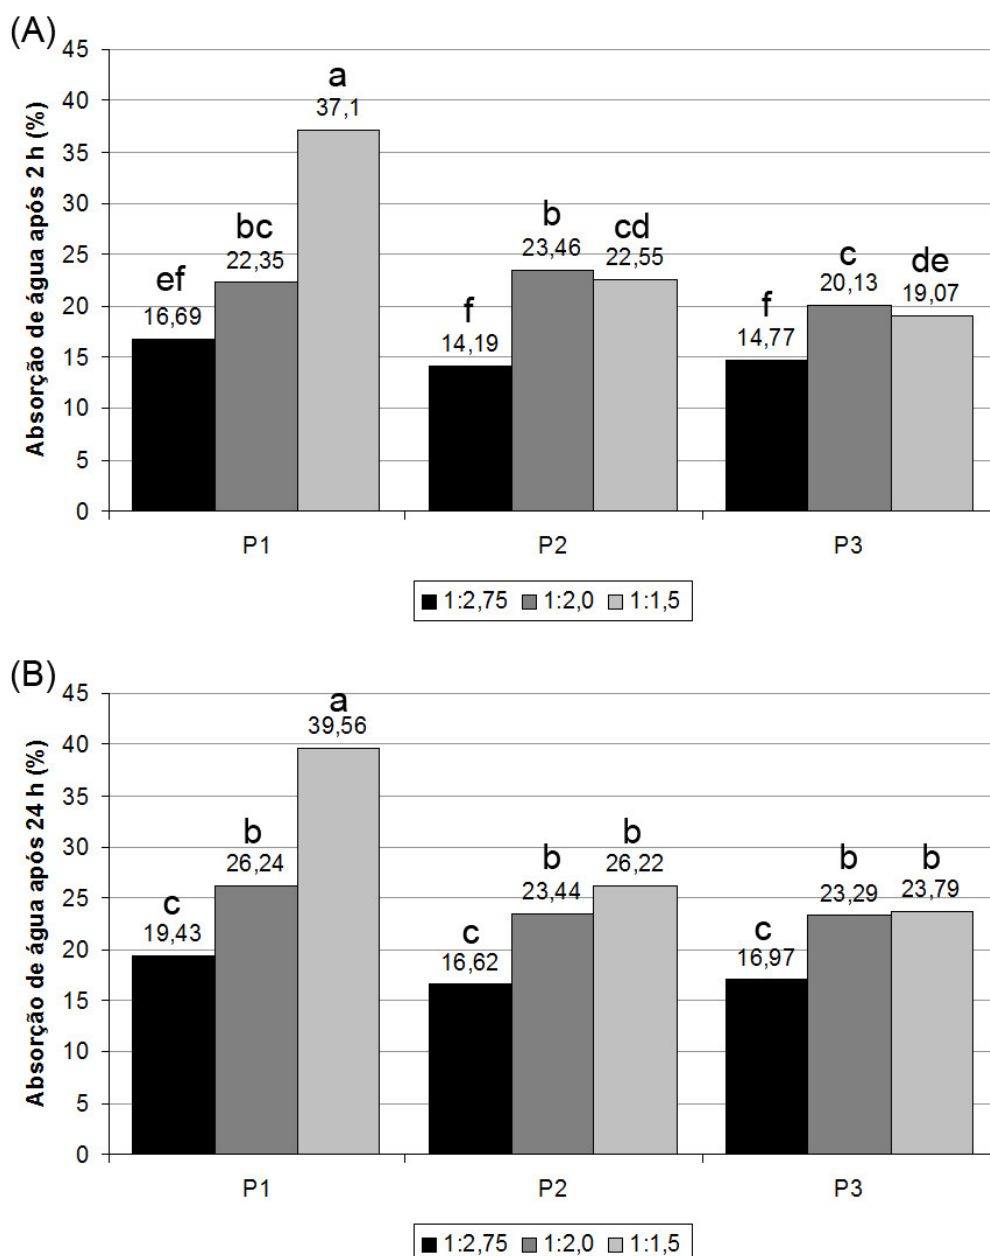 (A)
Absorção de água após 2 h (%)
45
40
35
30
25
20
15
10
5
0
a
37,1
bc
22,35
ef
16,69
b
23,46
cd
22,55
f
14,19
c
20,13
de
19,07
f
14,77
P1 P2 P3
1:2,75 1:2,0 1:1,5
(B)
Absorção de água após 24 h (%)
45
40
35
30
25
20
15
10
5
0
a
39,56
b
26,24
c
19,43
b
23,44
b
26,22
c
16,62
b
23,29
b
23,79
c
16,97
P1 P2 P3
1:2,75 1:2,0 1:1,5